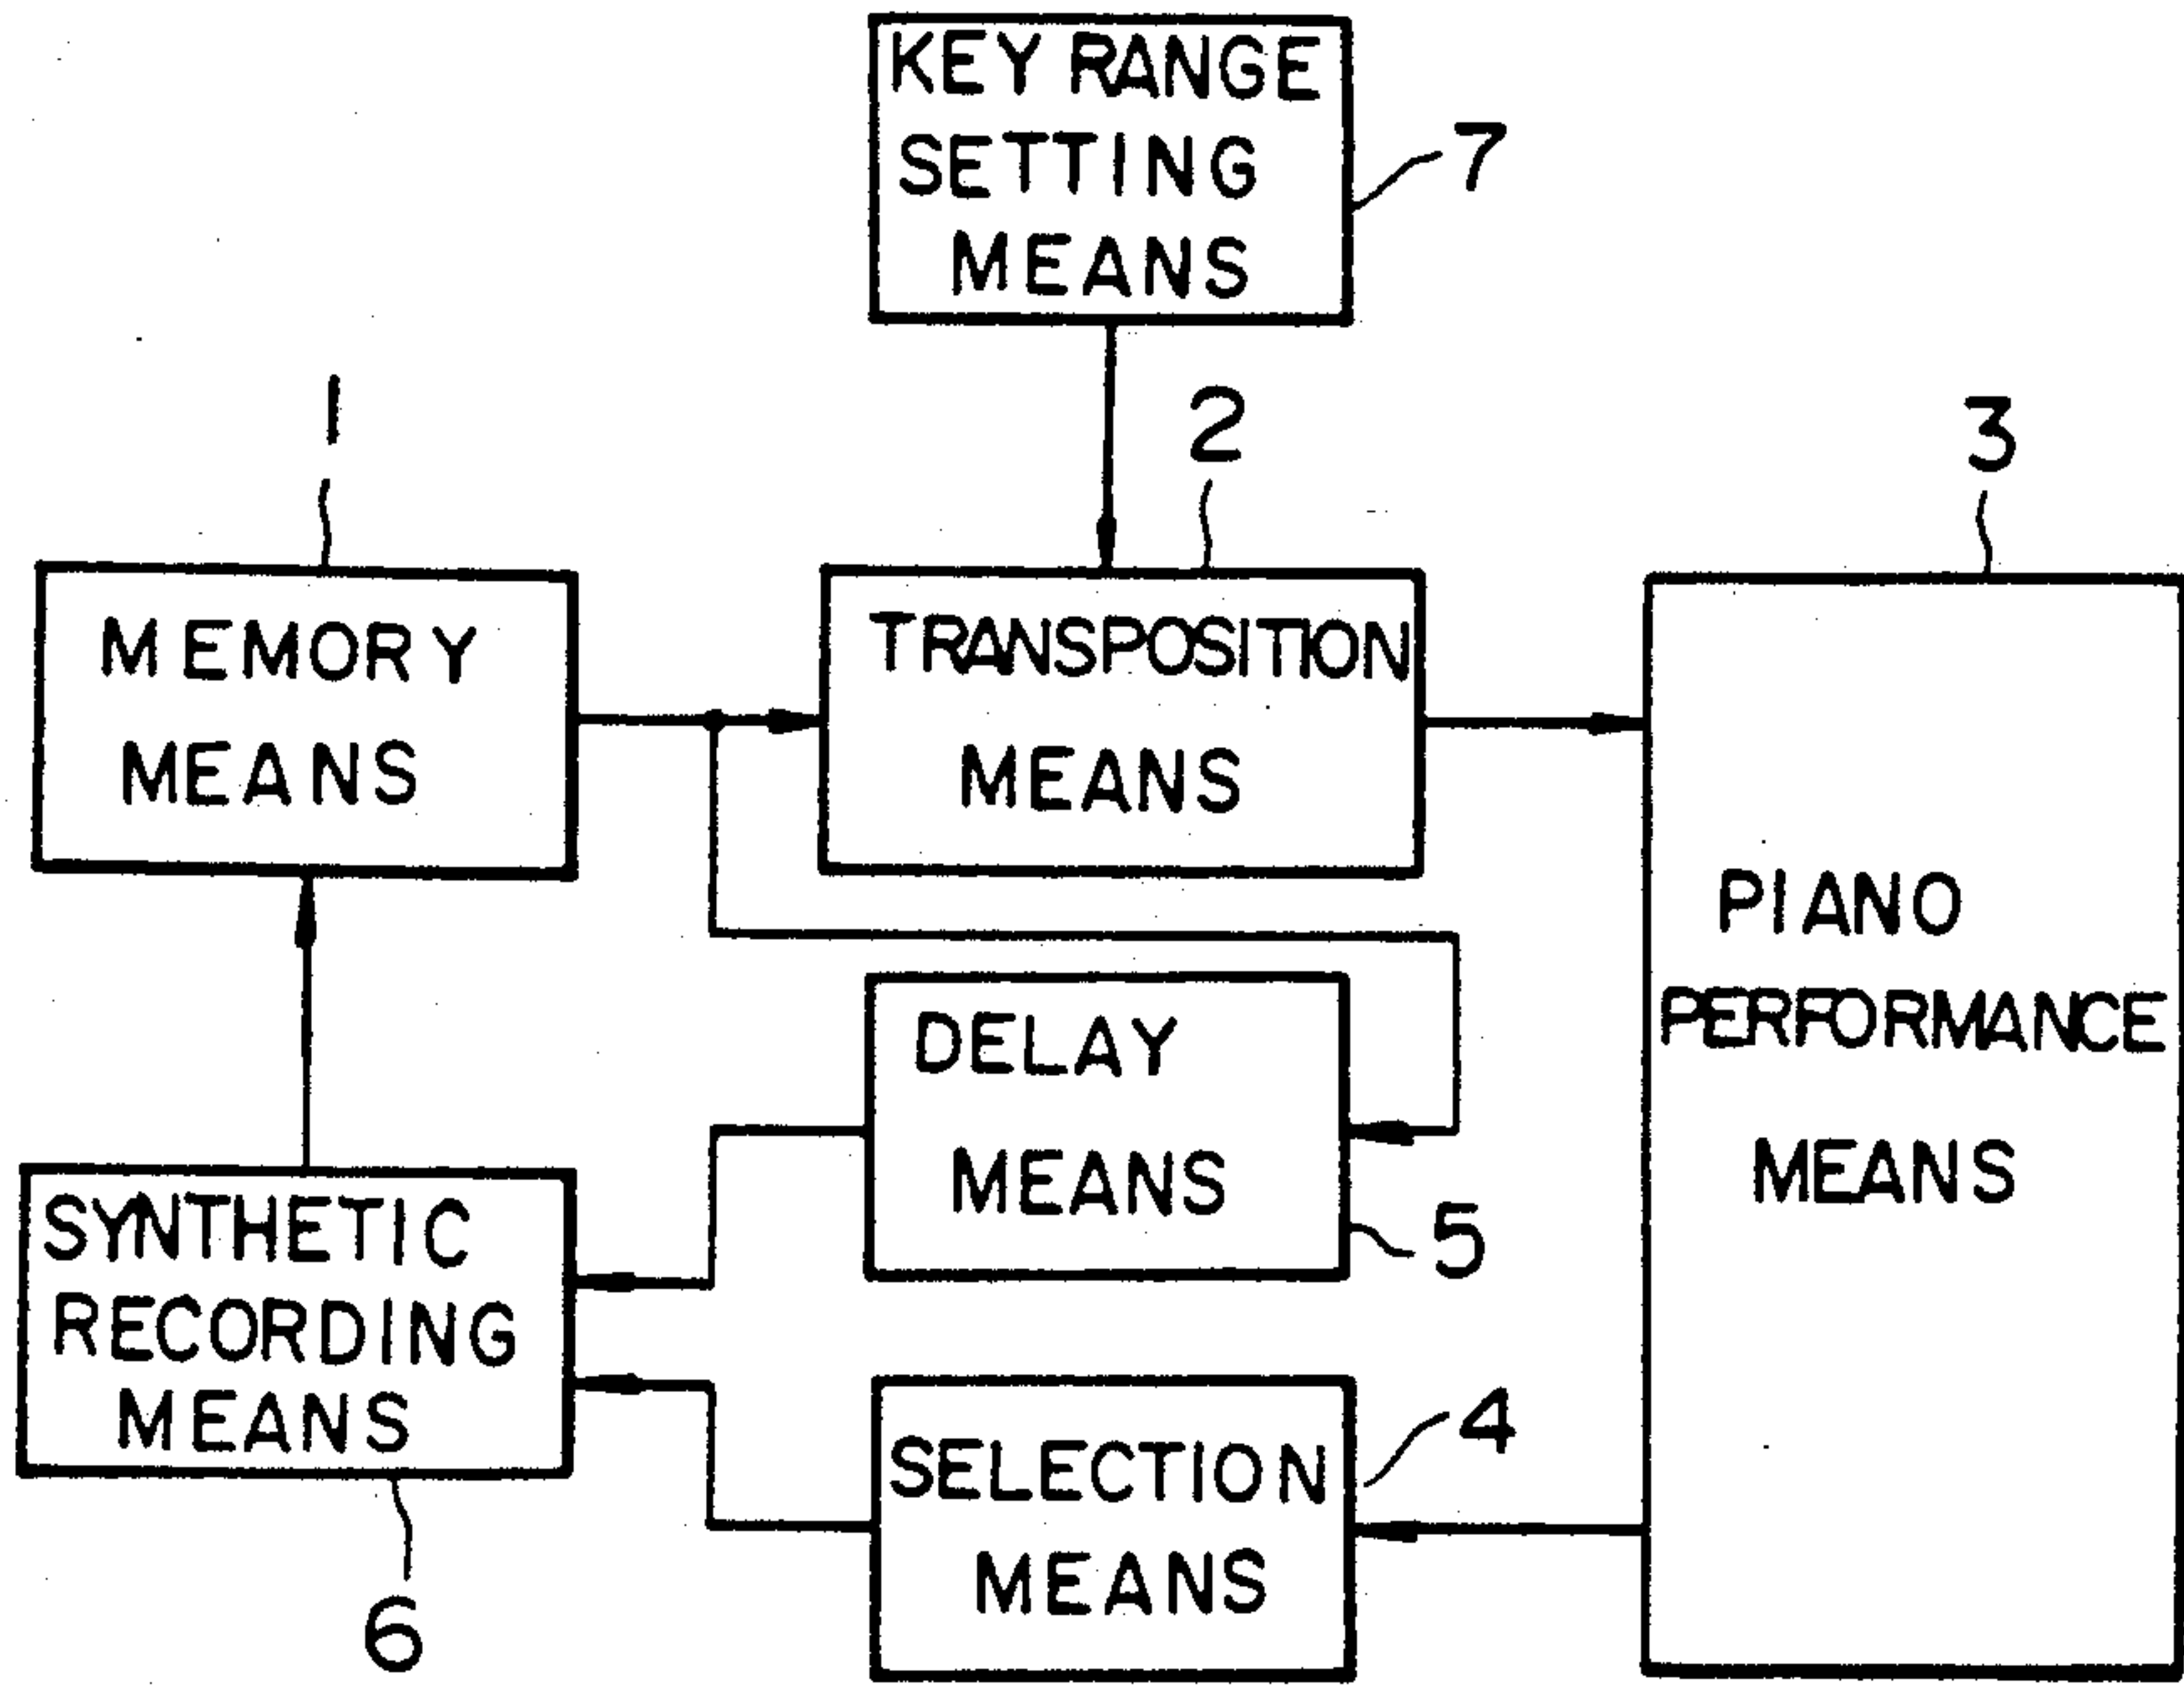 KEY RANGE
SETTING
MEANS
7
1
2
3
MEMORY
MEANS
TRANSPOSITION
MEANS
PIANO
PERFORMANCE
MEANS
DELAY
MEANS
5
SYNTHETIC
RECORDING
MEANS
6
SELECTION
MEANS
4